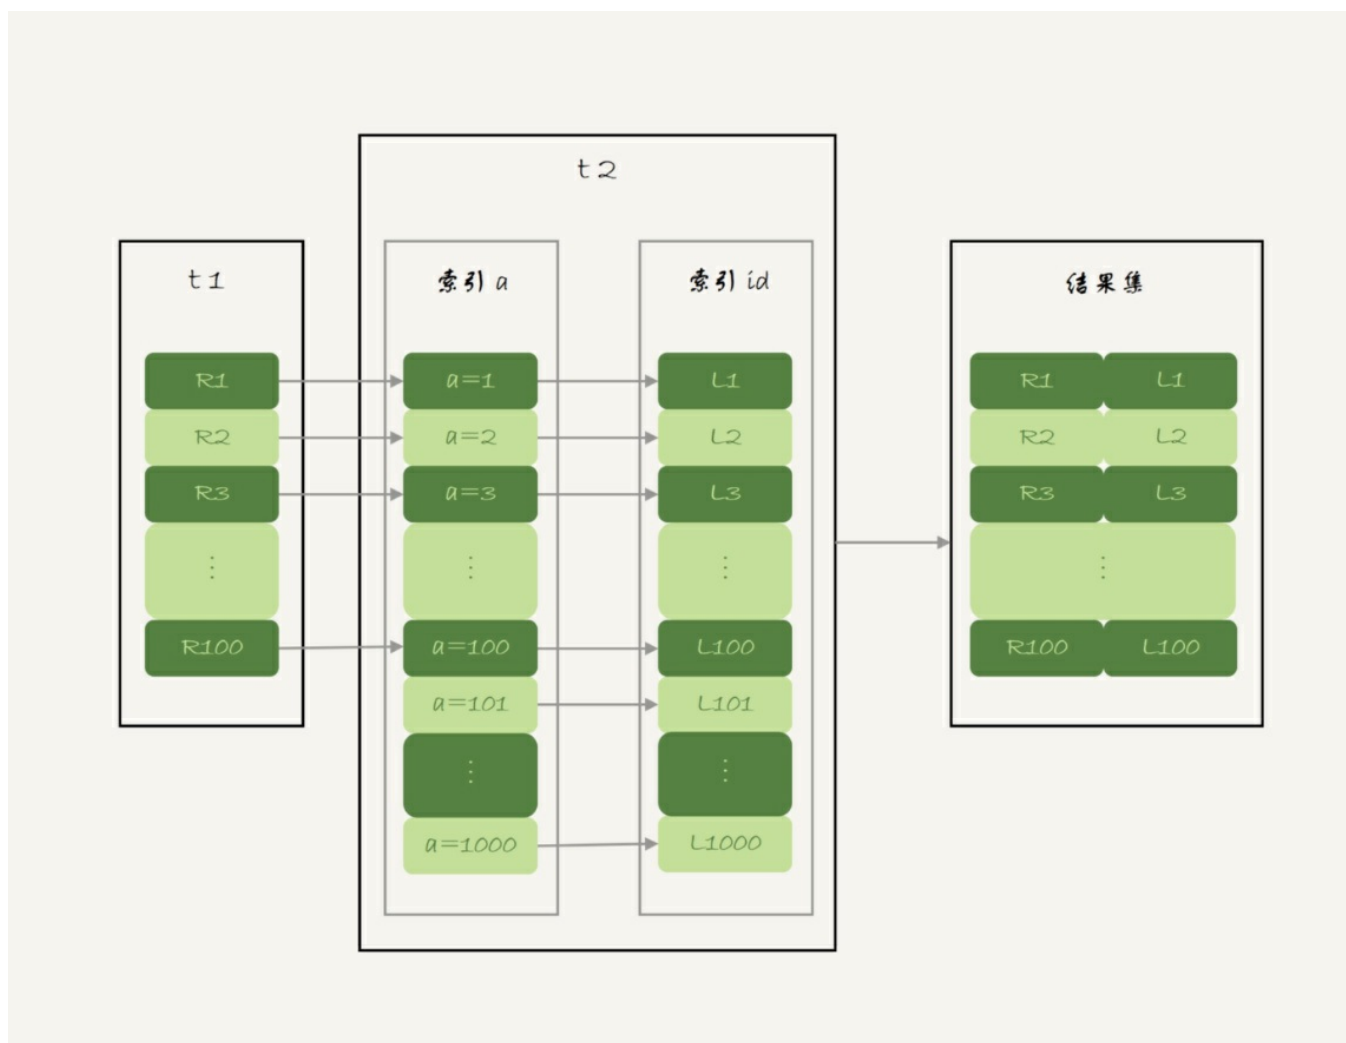 t2
t1
索引 a
索引 id
结果集
R1
a=1
L1
R1
L1
R2
a=2
L2
R2
L2
R3
a=3
L3
R3
L3
⋮
⋮
⋮
⋮
R100
a=100
L100
R100
L100
a=101
L101
⋮
⋮
a=1000
L1000